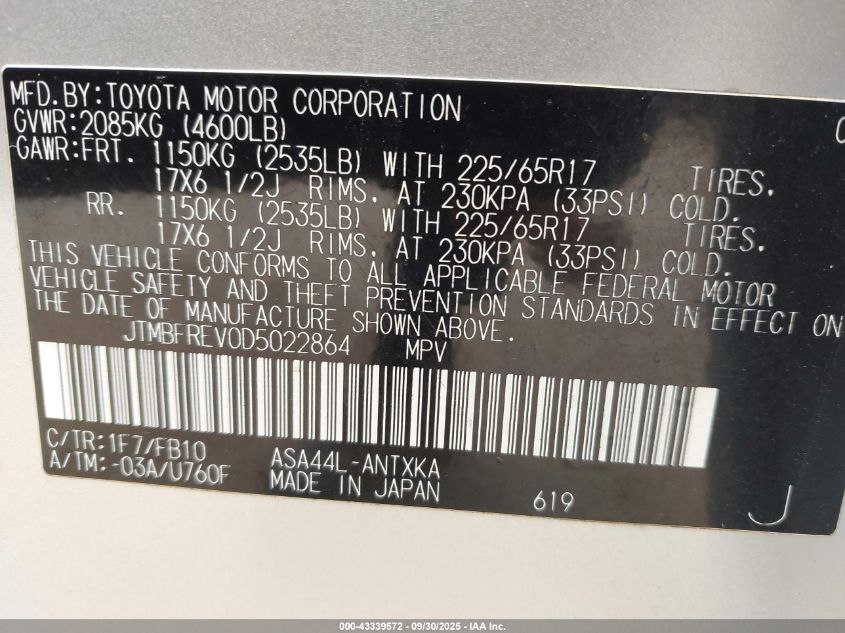 MFD.BY:TOYOTA MOTOR CORPORATION
GVWR:2085KG (4600LB)
GAWR:FRT. 1150KG (2535LB) WITH 225/65R17 TIRES.
17X6 1/2J RIMS, AT 230KPA (33PSI) COLD.
RR. 1150KG (2535LB) WITH 225/65R17 TIRES.
17X6 1/2J RIMS, AT 230KPA (33PSI) COLD.
THIS VEHICLE CONFORMS TO ALL APPLICABLE FEDERAL MOTOR
VEHICLE SAFETY AND THEFT PREVENTION STANDARDS IN EFFECT ON
THE DATE OF MANUFACTURE SHOWN ABOVE.
JTMBFREV0D5022864 MPV
C/TR:1F7/FB10
A/TM:-03A/U760F
ASA44L-ANTXKA
MADE IN JAPAN
619
J
000-43339572 — 09/30/2025 — IAA Inc.